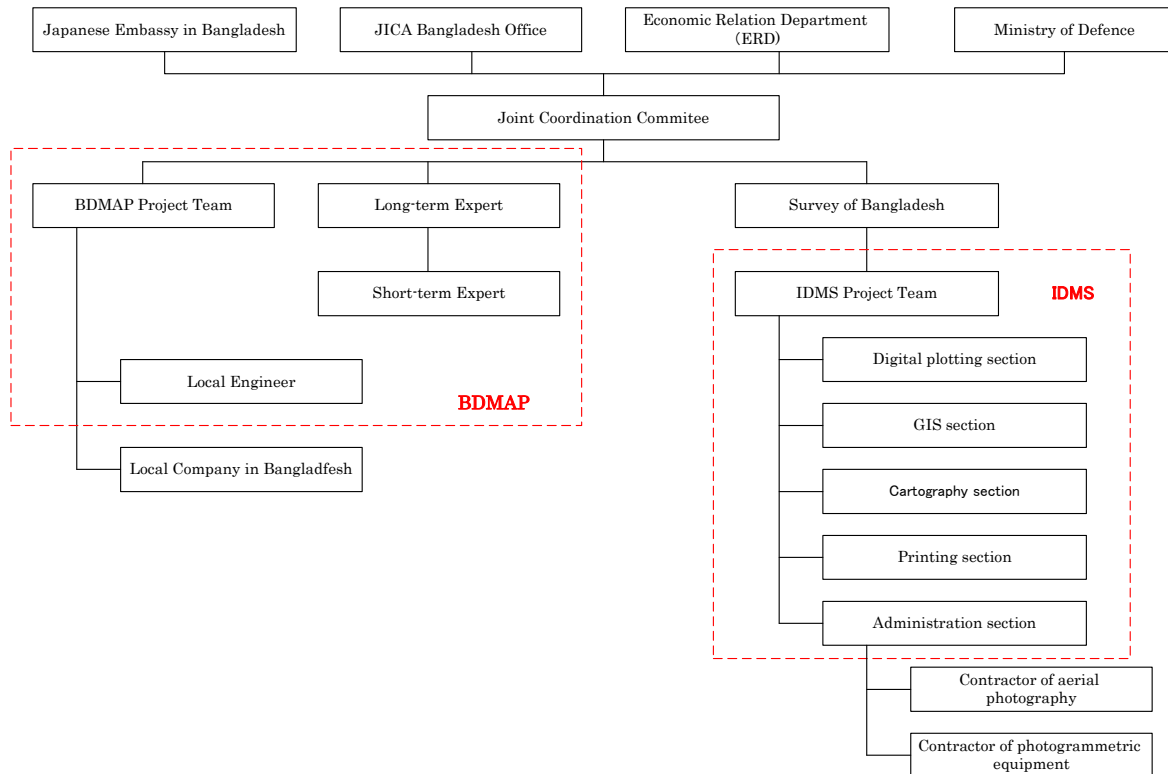 Japanese Embassy in Bangladesh
JICA Bangladesh Office
Economic Relation Department
(ERD)
Ministry of Defence
Joint Coordination Commitee
BDMAP Project Team
Long-term Expert
Survey of Bangladesh
Short-term Expert
IDMS Project Team
IDMS
Digital plotting section
Local Engineer
BDMAP
GIS section
Local Company in Bangladfesh
Cartography section
Printing section
Administration section
Contractor of aerial
photography
Contractor of photogrammetric
equipment